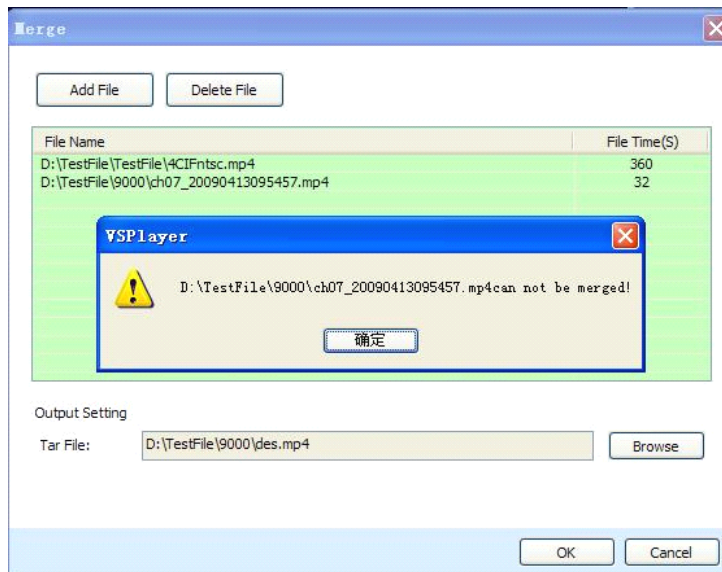 Merge
Add File Delete File
File Name File Time(S)
D:\TestFile\TestFile\4CIFntsc.mp4 360
D:\TestFile\9000\ch07_20090413095457.mp4 32
VSPlayer
D:\TestFile\9000\ch07_20090413095457.mp4can not be merged!
确定
Output Setting
Tar File: D:\TestFile\9000\des.mp4 Browse
OK Cancel